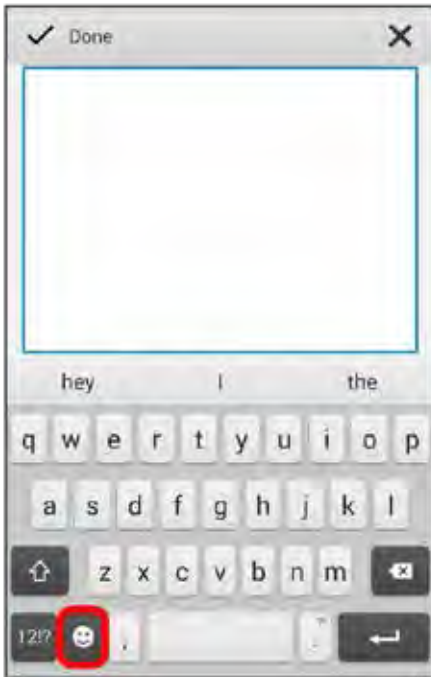 Done
hey I the
q w e r t y u i o p
a s d f g h j k l
z x c v b n m
12!? , .